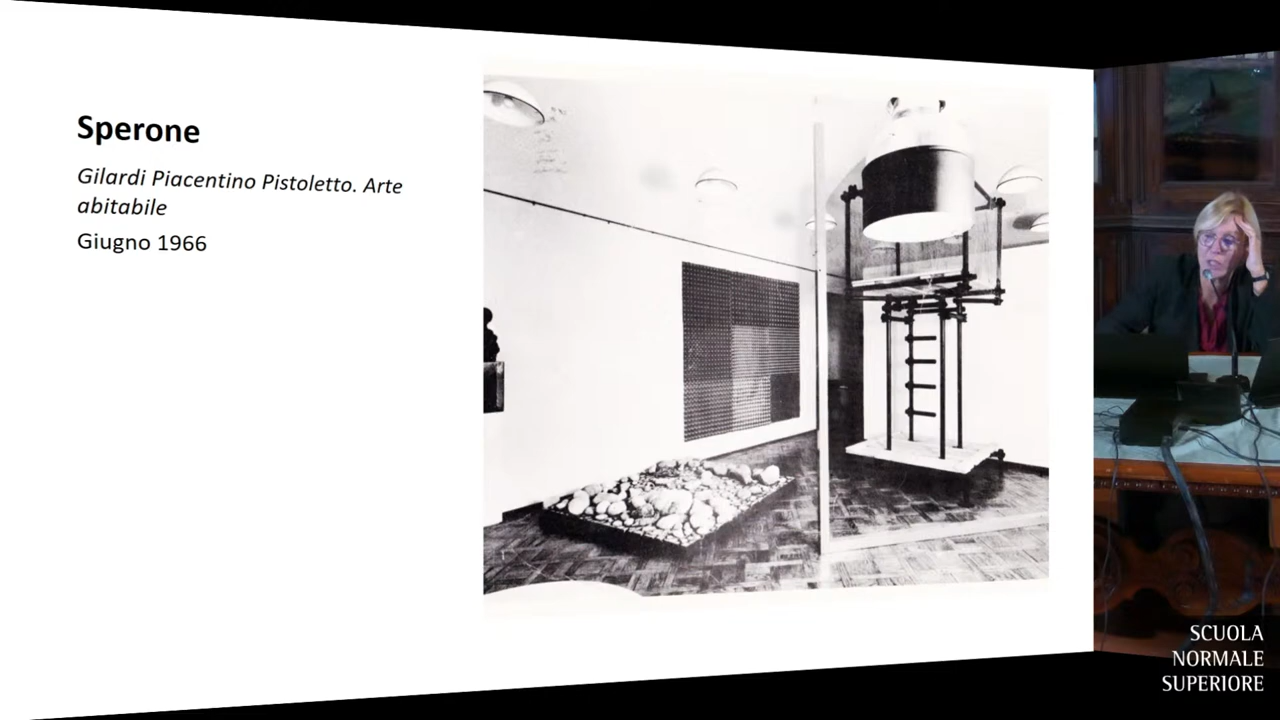 Sperone
Gilardi Piacentino Pistoletto. Arte
abitabile
Giugno 1966
SCUOLA
NORMALE
SUPERIORE